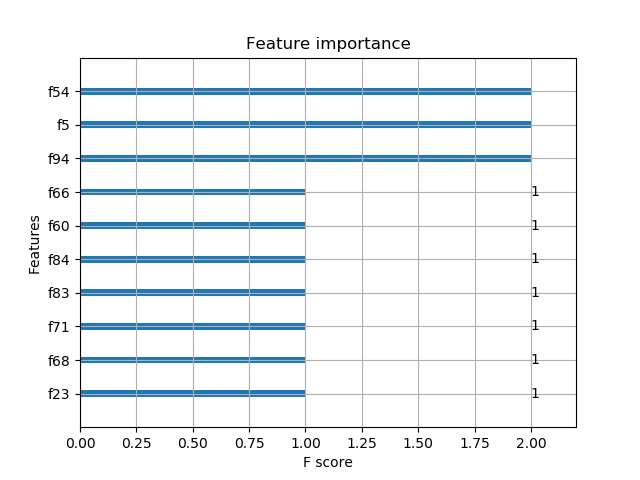 Feature importance
Features
f54
f5
f94
f66 1
f60 1
f84 1
f83 1
f71 1
f68 1
f23 1
0.00 0.25 0.50 0.75 1.00 1.25 1.50 1.75 2.00
F score